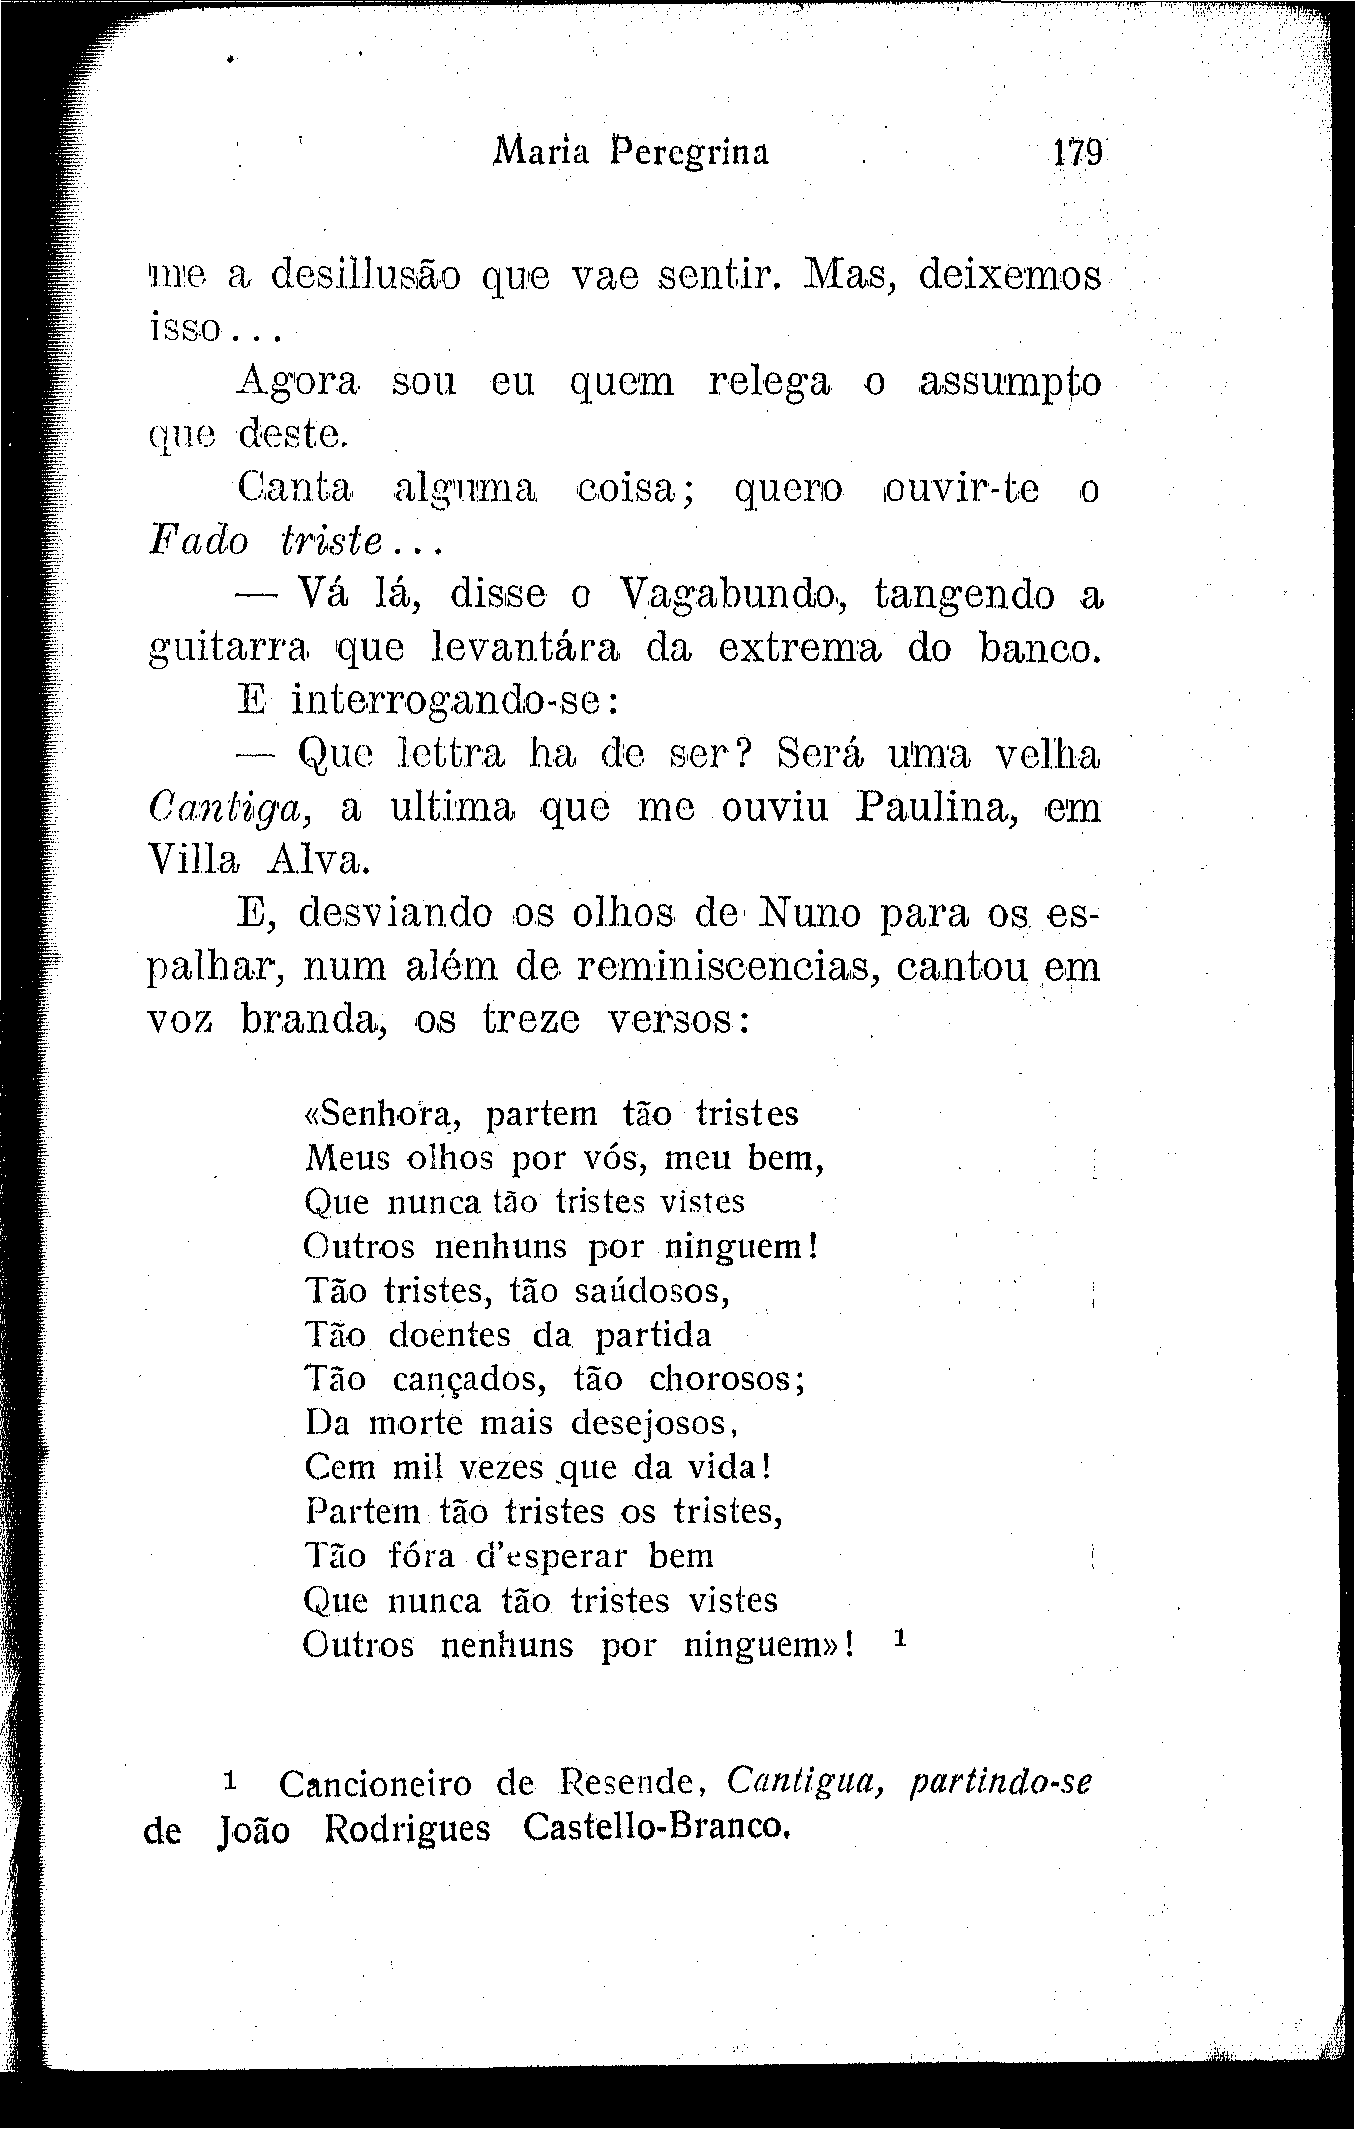 Maria Peregrina 179
me a desillusão que vae sentir. Mas, deixemos
isso...
Agora sou eu quem relega o assumpto
que deste.
Canta alguma coisa; quero ouvir-te o
Fado triste...
— Vá lá, disse o Vagabundo, tangendo a
guitarra que levantára da extrema do banco.
E interrogando-se:
— Que lettra ha de ser? Será uma velha
Cantiga, a ultima que me ouviu Paulina, em
Villa Alva.
E, desviando os olhos de Nuno para os es-
palhar, num além de reminiscencias, cantou em
voz branda, os treze versos:
«Senhora, partem tão tristes
Meus olhos por vós, meu bem,
Que nunca tão tristes vistes
Outros nenhuns por ninguem!
Tão tristes, tão saúdosos,
Tão doentes da partida
Tão cançados, tão chorosos;
Da morte mais desejosos,
Cem mil vezes que da vida!
Partem tão tristes os tristes,
Tão fóra d'esperar bem
Que nunca tão tristes vistes
Outros nenhuns por ninguem»! 1
1 Cancioneiro de Resende, Cantigua, partindo-se
de João Rodrigues Castello-Branco.